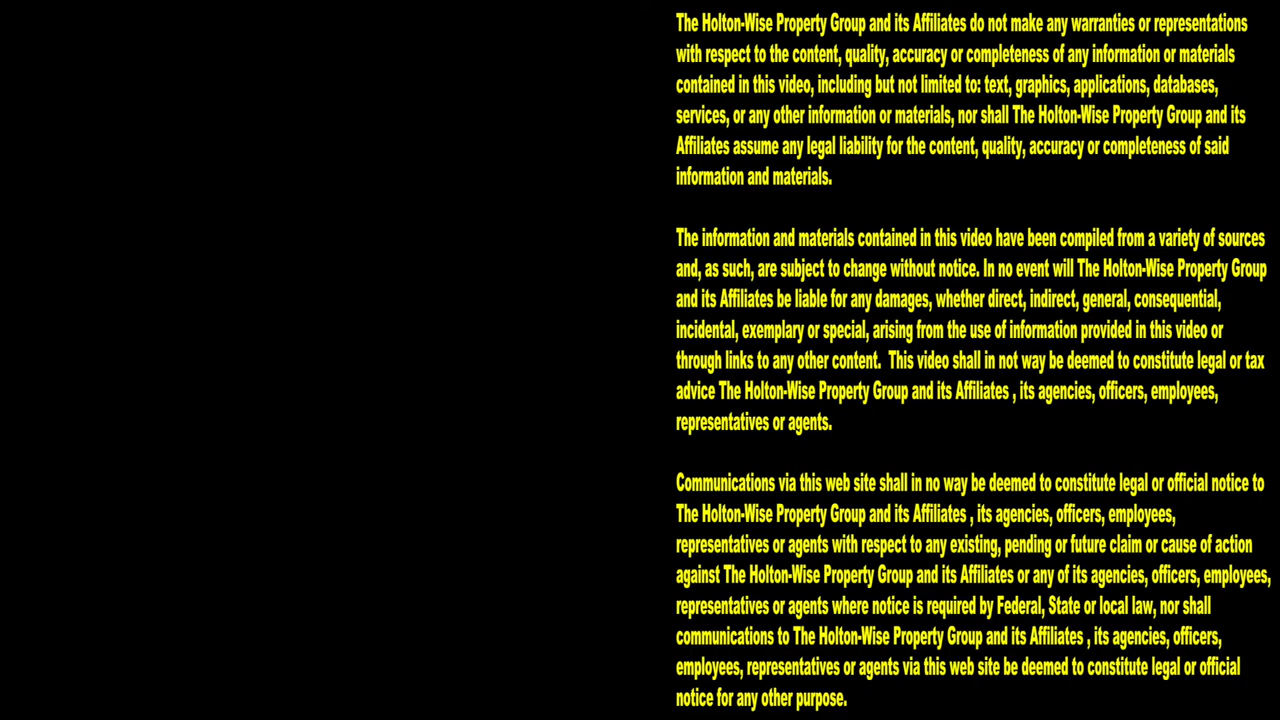 The Holton-Wise Property Group and its Affiliates do not make any warranties or representations
with respect to the content, quality, accuracy or completeness of any information or materials
contained in this video, including but not limited to: text, graphics, applications, databases,
services, or any other information or materials, nor shall The Holton-Wise Property Group and its
Affiliates assume any legal liability for the content, quality, accuracy or completeness of said
information and materials.
The information and materials contained in this video have been compiled from a variety of sources
and, as such, are subject to change without notice. In no event will The Holton-Wise Property Group
and its Affiliates be liable for any damages, whether direct, indirect, general, consequential,
incidental, exemplary or special, arising from the use of information provided in this video or
through links to any other content.  This video shall in not way be deemed to constitute legal or tax
advice The Holton-Wise Property Group and its Affiliates , its agencies, officers, employees,
representatives or agents.
Communications via this web site shall in no way be deemed to constitute legal or official notice to
The Holton-Wise Property Group and its Affiliates , its agencies, officers, employees,
representatives or agents with respect to any existing, pending or future claim or cause of action
against The Holton-Wise Property Group and its Affiliates or any of its agencies, officers, employees,
representatives or agents where notice is required by Federal, State or local law, nor shall
communications to The Holton-Wise Property Group and its Affiliates , its agencies, officers,
employees, representatives or agents via this web site be deemed to constitute legal or official
notice for any other purpose.